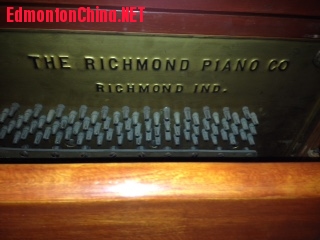 EdmontonChina.NET
THE RICHMOND PIANO CO
RICHMOND IND.